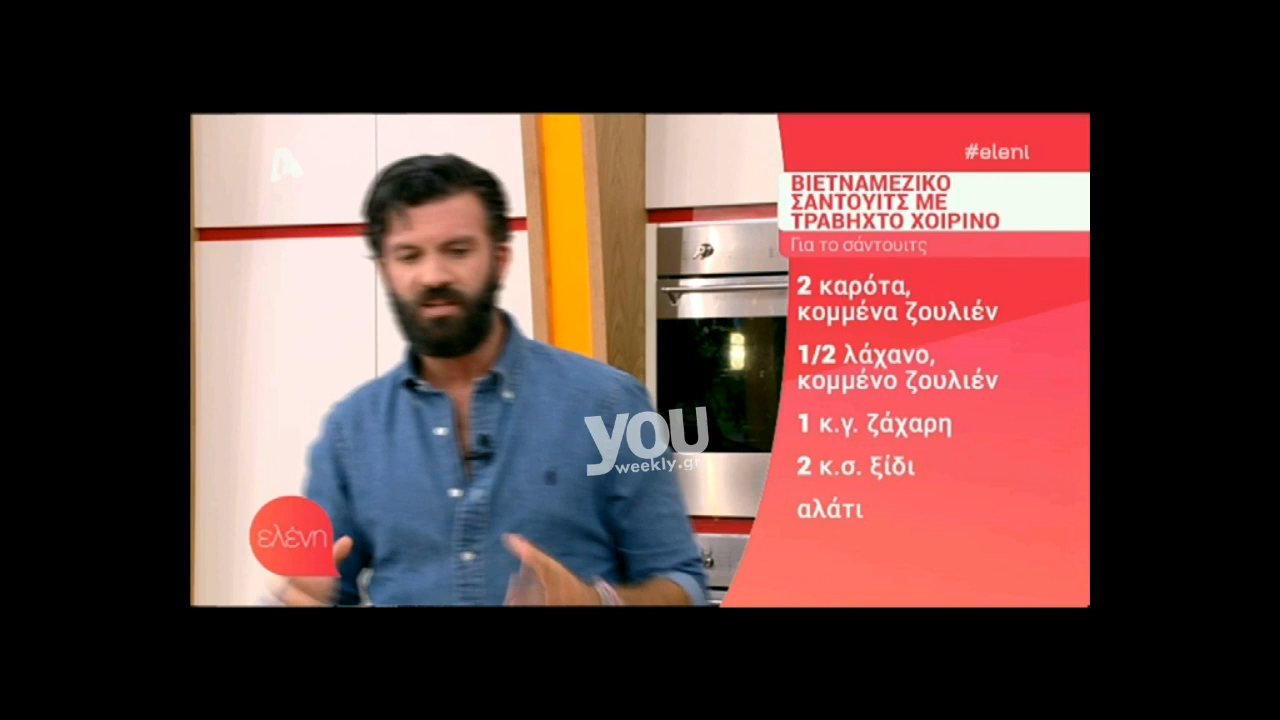 #eleni
ΒΙΕΤΝΑΜΕΖΙΚΟ
ΣΑΝΤΟΥΙΤΣ ΜΕ
ΤΡΑΒΗΧΤΟ ΧΟΙΡΙΝΟ
Για το σάντουιτς
2 καρότα,
κομμένα ζουλιέν
1/2 λάχανο,
κομμένο ζουλιέν
1 κ.γ. ζάχαρη
2 κ.σ. ξίδι
αλάτι
you
weekly.gr
ελένη